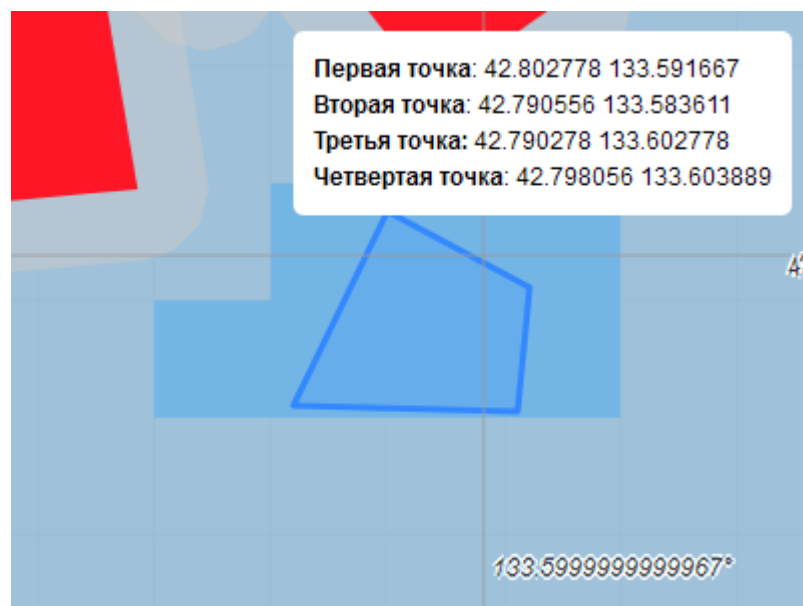 Первая точка: 42.802778 133.591667
Вторая точка: 42.790556 133.583611
Третья точка: 42.790278 133.602778
Четвертая точка: 42.798056 133.603889
133.5999999999967°